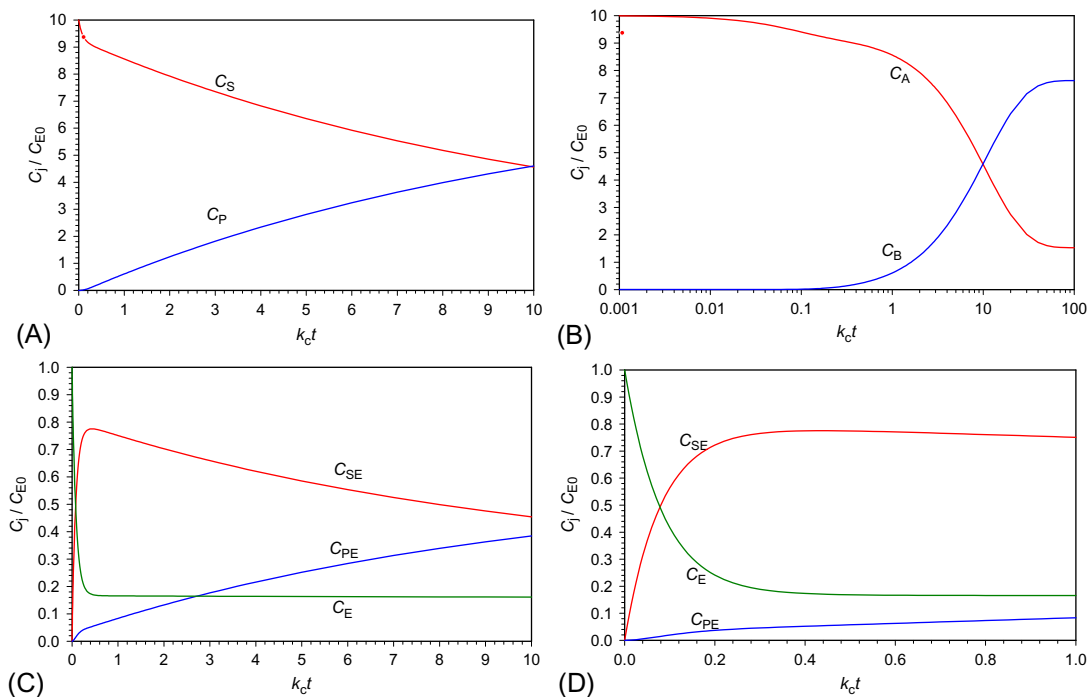 10
9
8
7
6
5
4
3
2
1
0
C_j / C_E0
C_S
C_P
0 1 2 3 4 5 6 7 8 9 10
k_c t
(A)
10
9
8
7
6
5
4
3
2
1
0
C_j / C_E0
C_A
C_B
0.001 0.01 0.1 1 10 100
k_c t
(B)
1.0
0.9
0.8
0.7
0.6
0.5
0.4
0.3
0.2
0.1
0.0
C_j / C_E0
C_SE
C_PE
C_E
0 1 2 3 4 5 6 7 8 9 10
k_c t
(C)
1.0
0.9
0.8
0.7
0.6
0.5
0.4
0.3
0.2
0.1
0.0
C_j / C_E0
C_SE
C_E
C_PE
0.0 0.2 0.4 0.6 0.8 1.0
k_c t
(D)